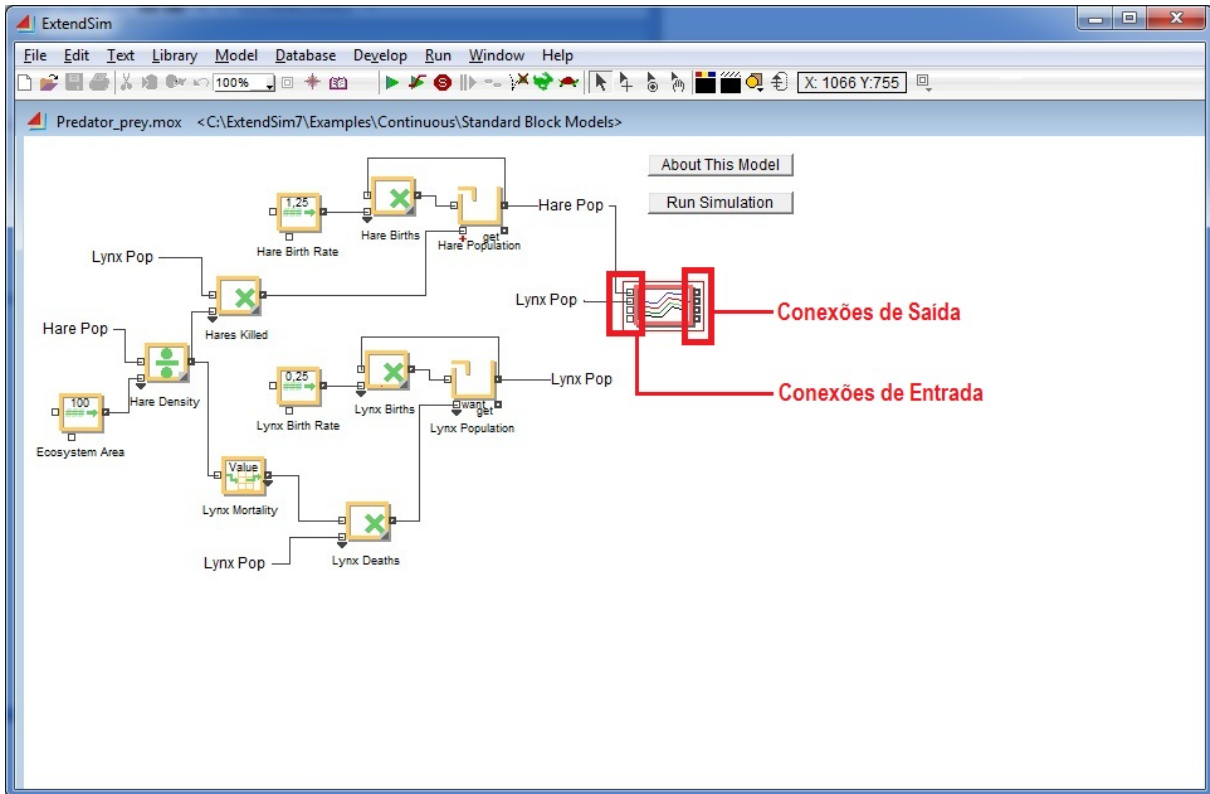 ExtendSim
File Edit Text Library Model Database Develop Run Window Help
100% X: 1066 Y:755
Predator_prey.mox <C:\ExtendSim7\Examples\Continuous\Standard Block Models>
About This Model
Run Simulation
1,25
Hare Birth Rate
Hare Births
get
Hare Population
Hare Pop
Lynx Pop
Hares Killed
Lynx Pop
Conexões de Saída
Conexões de Entrada
Hare Pop
Hare Density
100
Ecosystem Area
0,25
Lynx Birth Rate
Lynx Births
want
get
Lynx Population
Lynx Pop
Value
Lynx Mortality
Lynx Pop
Lynx Deaths